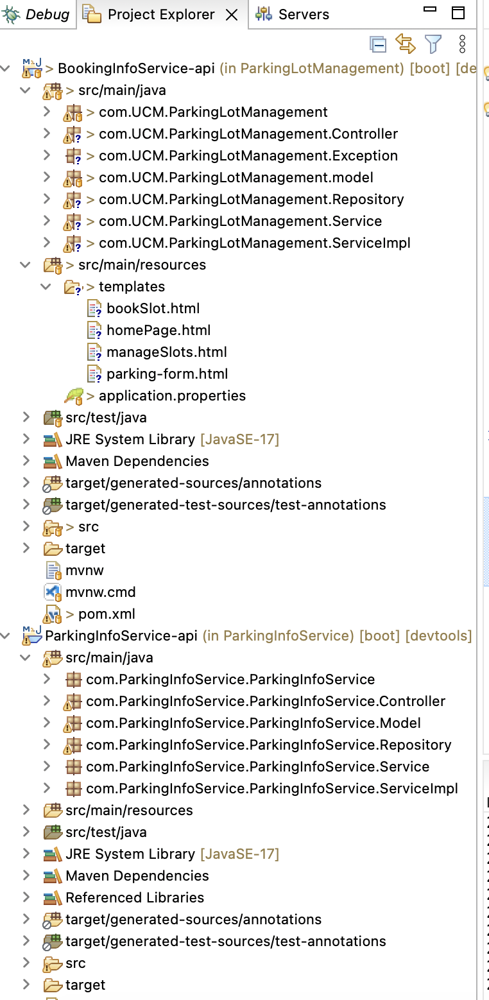 Debug Project Explorer Servers
> BookingInfoService-api (in ParkingLotManagement) [boot] [de
> src/main/java
> com.UCM.ParkingLotManagement
> com.UCM.ParkingLotManagement.Controller
> com.UCM.ParkingLotManagement.Exception
> com.UCM.ParkingLotManagement.model
> com.UCM.ParkingLotManagement.Repository
> com.UCM.ParkingLotManagement.Service
> com.UCM.ParkingLotManagement.ServiceImpl
> src/main/resources
> templates
bookSlot.html
homePage.html
manageSlots.html
parking-form.html
> application.properties
src/test/java
JRE System Library [JavaSE-17]
Maven Dependencies
target/generated-sources/annotations
target/generated-test-sources/test-annotations
> src
target
mvnw
mvnw.cmd
> pom.xml
ParkingInfoService-api (in ParkingInfoService) [boot] [devtools]
src/main/java
com.ParkingInfoService.ParkingInfoService
com.ParkingInfoService.ParkingInfoService.Controller
com.ParkingInfoService.ParkingInfoService.Model
com.ParkingInfoService.ParkingInfoService.Repository
com.ParkingInfoService.ParkingInfoService.Service
com.ParkingInfoService.ParkingInfoService.ServiceImpl
src/main/resources
src/test/java
JRE System Library [JavaSE-17]
Maven Dependencies
Referenced Libraries
target/generated-sources/annotations
target/generated-test-sources/test-annotations
src
target